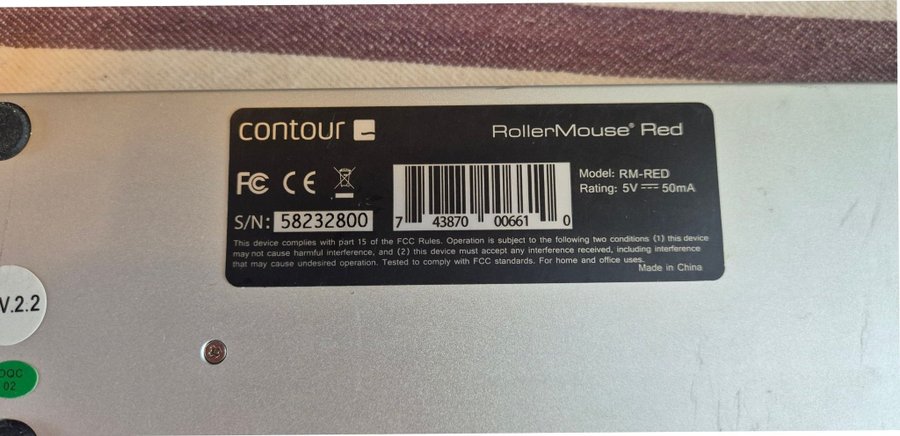 contour
RollerMouse® Red
FC CE
Model: RM-RED
Rating: 5V 50mA
S/N: 58232800
7 43870 00661 0
This device complies with part 15 of the FCC Rules. Operation is subject to the following two conditions (1) this device
may not cause harmful interference, and (2) this device must accept any interference received, including interference
that may cause undesired operation. Tested to comply with FCC standards. For home and office uses.
Made in China
V.2.2
OQC
02